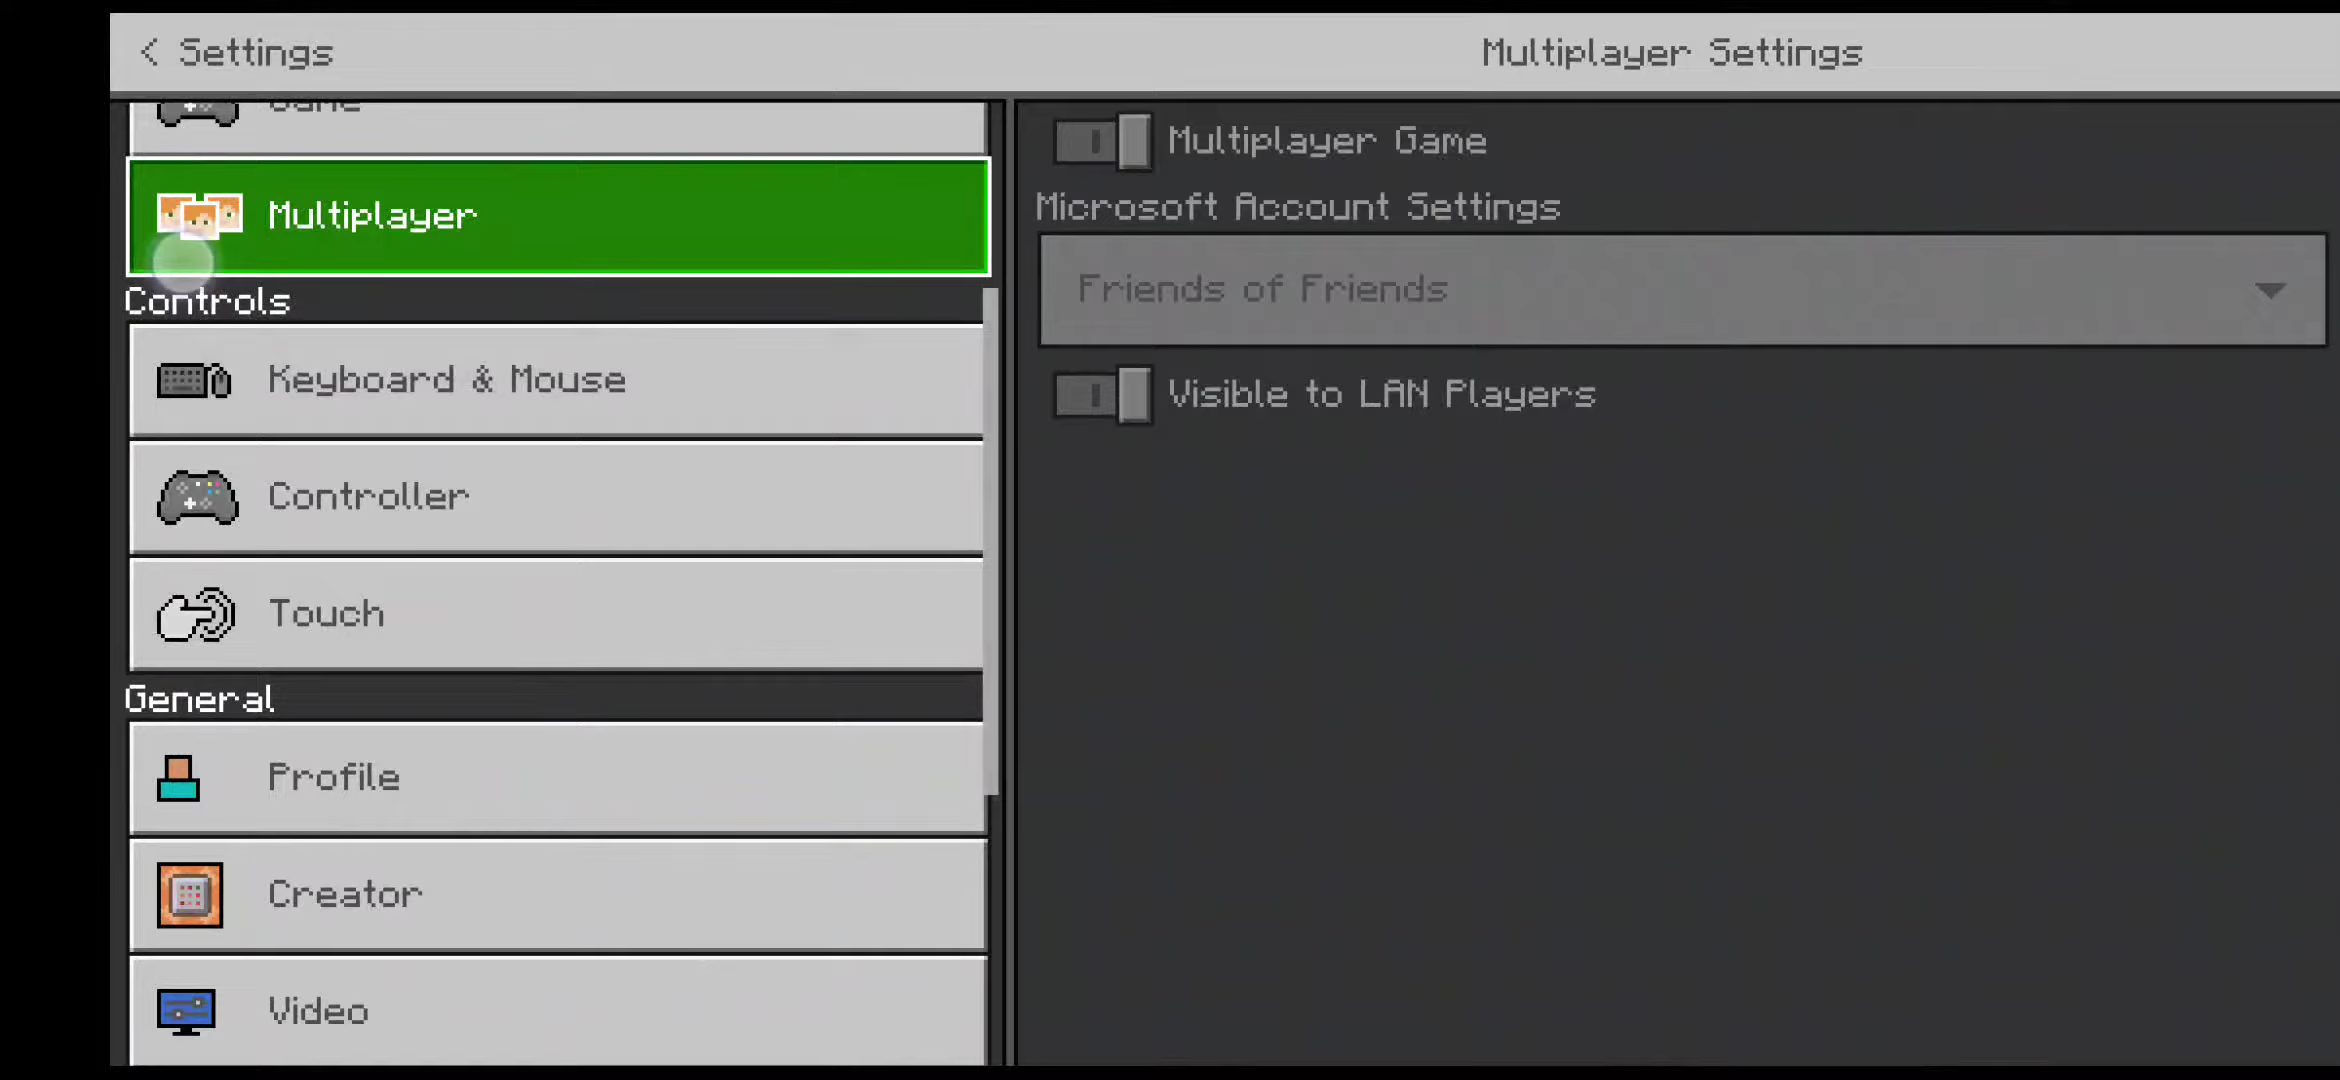 Settings
Multiplayer Settings
Game
Multiplayer
Controls
Keyboard & Mouse
Controller
Touch
General
Profile
Creator
Video
Multiplayer Game
Microsoft Account Settings
Friends of Friends
Visible to LAN Players